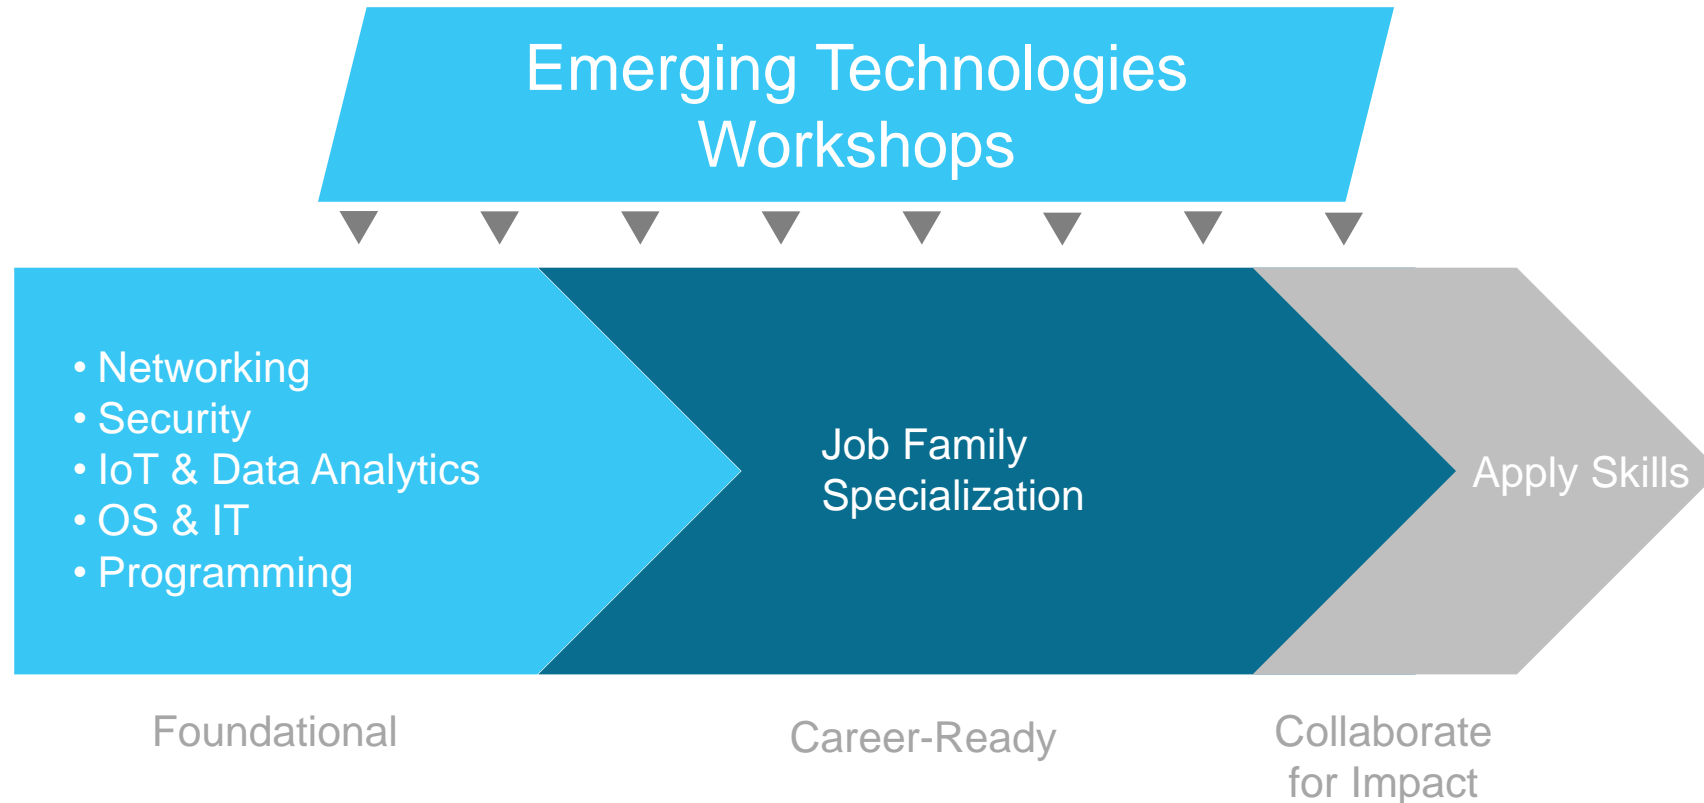 Emerging Technologies
Workshops
• Networking
• Security
• IoT & Data Analytics
• OS & IT
• Programming
Job Family
Specialization
Apply Skills
Foundational
Career-Ready
Collaborate
for Impact